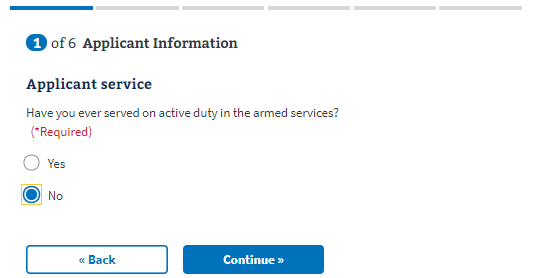 1 of 6 Applicant Information
Applicant service
Have you ever served on active duty in the armed services?
(*Required)
Yes
No
« Back
Continue »